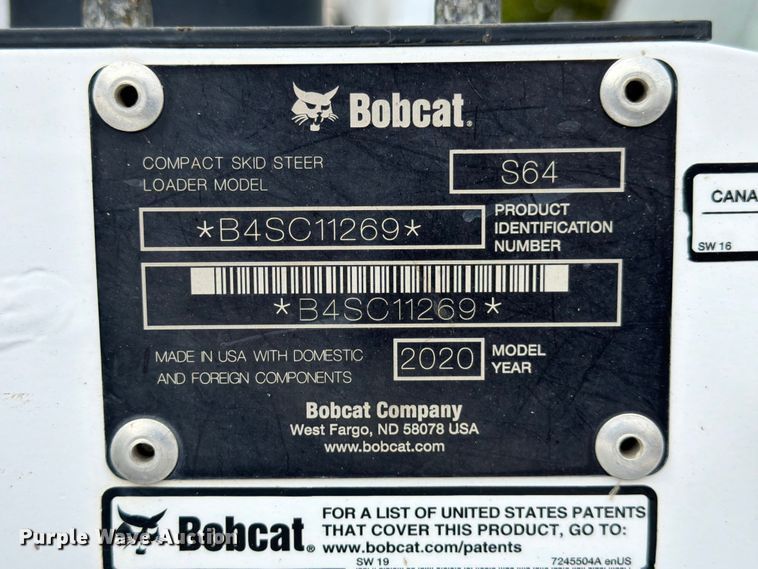 Bobcat®
COMPACT SKID STEER
LOADER MODEL
S64
*B4SC11269*
PRODUCT
IDENTIFICATION
NUMBER
*B4SC11269*
MADE IN USA WITH DOMESTIC
AND FOREIGN COMPONENTS
2020
MODEL
YEAR
Bobcat Company
West Fargo, ND 58078 USA
www.bobcat.com
CANA
SW 16
Bobcat®
FOR A LIST OF UNITED STATES PATENTS
THAT COVER THIS PRODUCT, GO TO:
www.bobcat.com/patents
SW 19
7245504A enUS
Purple Wave Auction